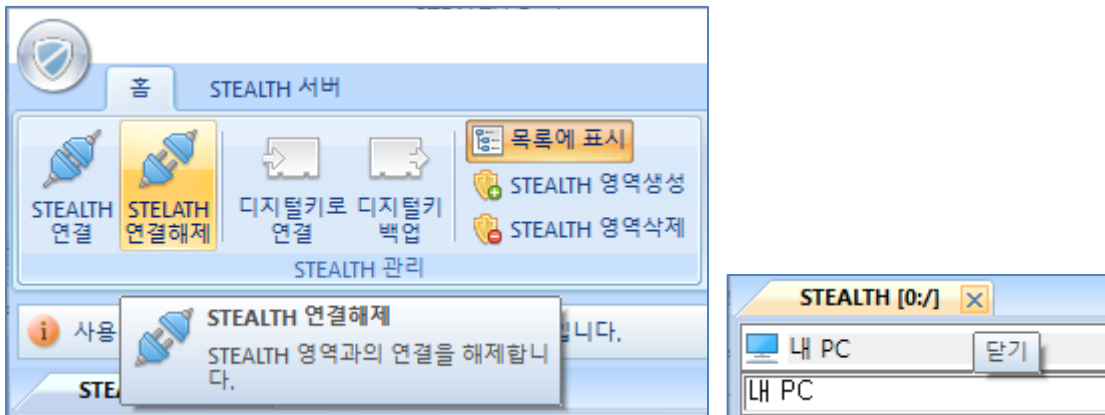 홈 STEALTH 서버
STEALTH 연결
STELATH 연결해제
디지털키로 연결
디지털키 백업
목록에 표시
STEALTH 영역생성
STEALTH 영역삭제
STEALTH 관리
사용
니다.
STEALTH 연결해제
STEALTH 영역과의 연결을 해제합니
다.
STEALTH [0:/]
내 PC
닫기
내 PC